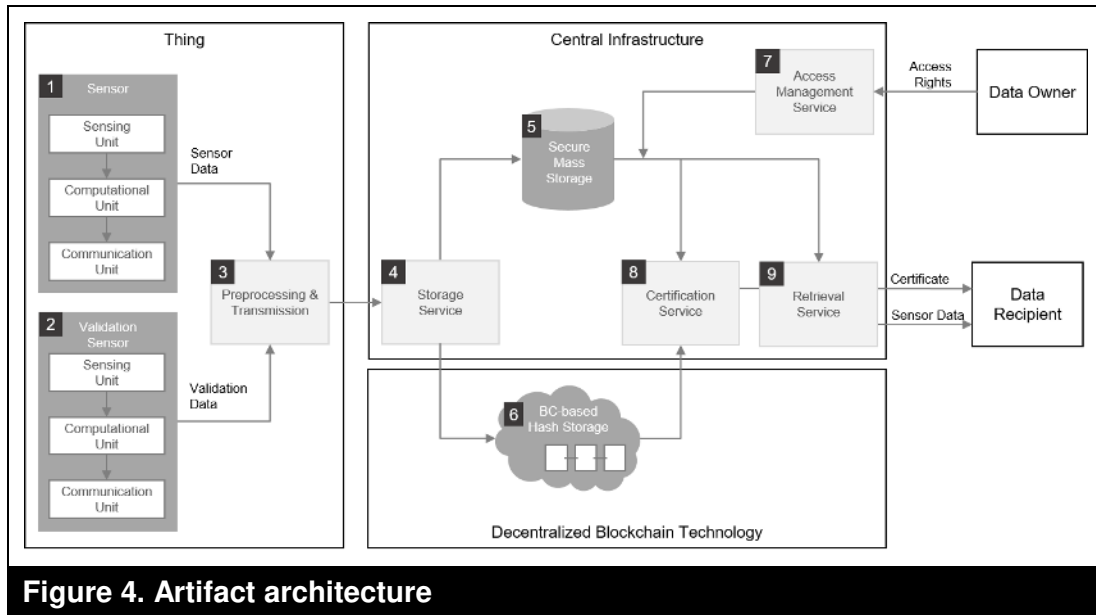 Thing
1
Sensor
Sensing
Unit
Computational
Unit
Communication
Unit
Sensor
Data
2
Validation
Sensor
Sensing
Unit
Computational
Unit
Communication
Unit
Validation
Data
3
Preprocessing &
Transmission
Central Infrastructure
4
Storage
Service
5
Secure
Mass
Storage
7
Access
Management
Service
Access
Rights
Data Owner
8
Certification
Service
9
Retrieval
Service
Certificate
Sensor Data
Data
Recipient
6
BC-based
Hash Storage
Decentralized Blockchain Technology
Figure 4. Artifact architecture